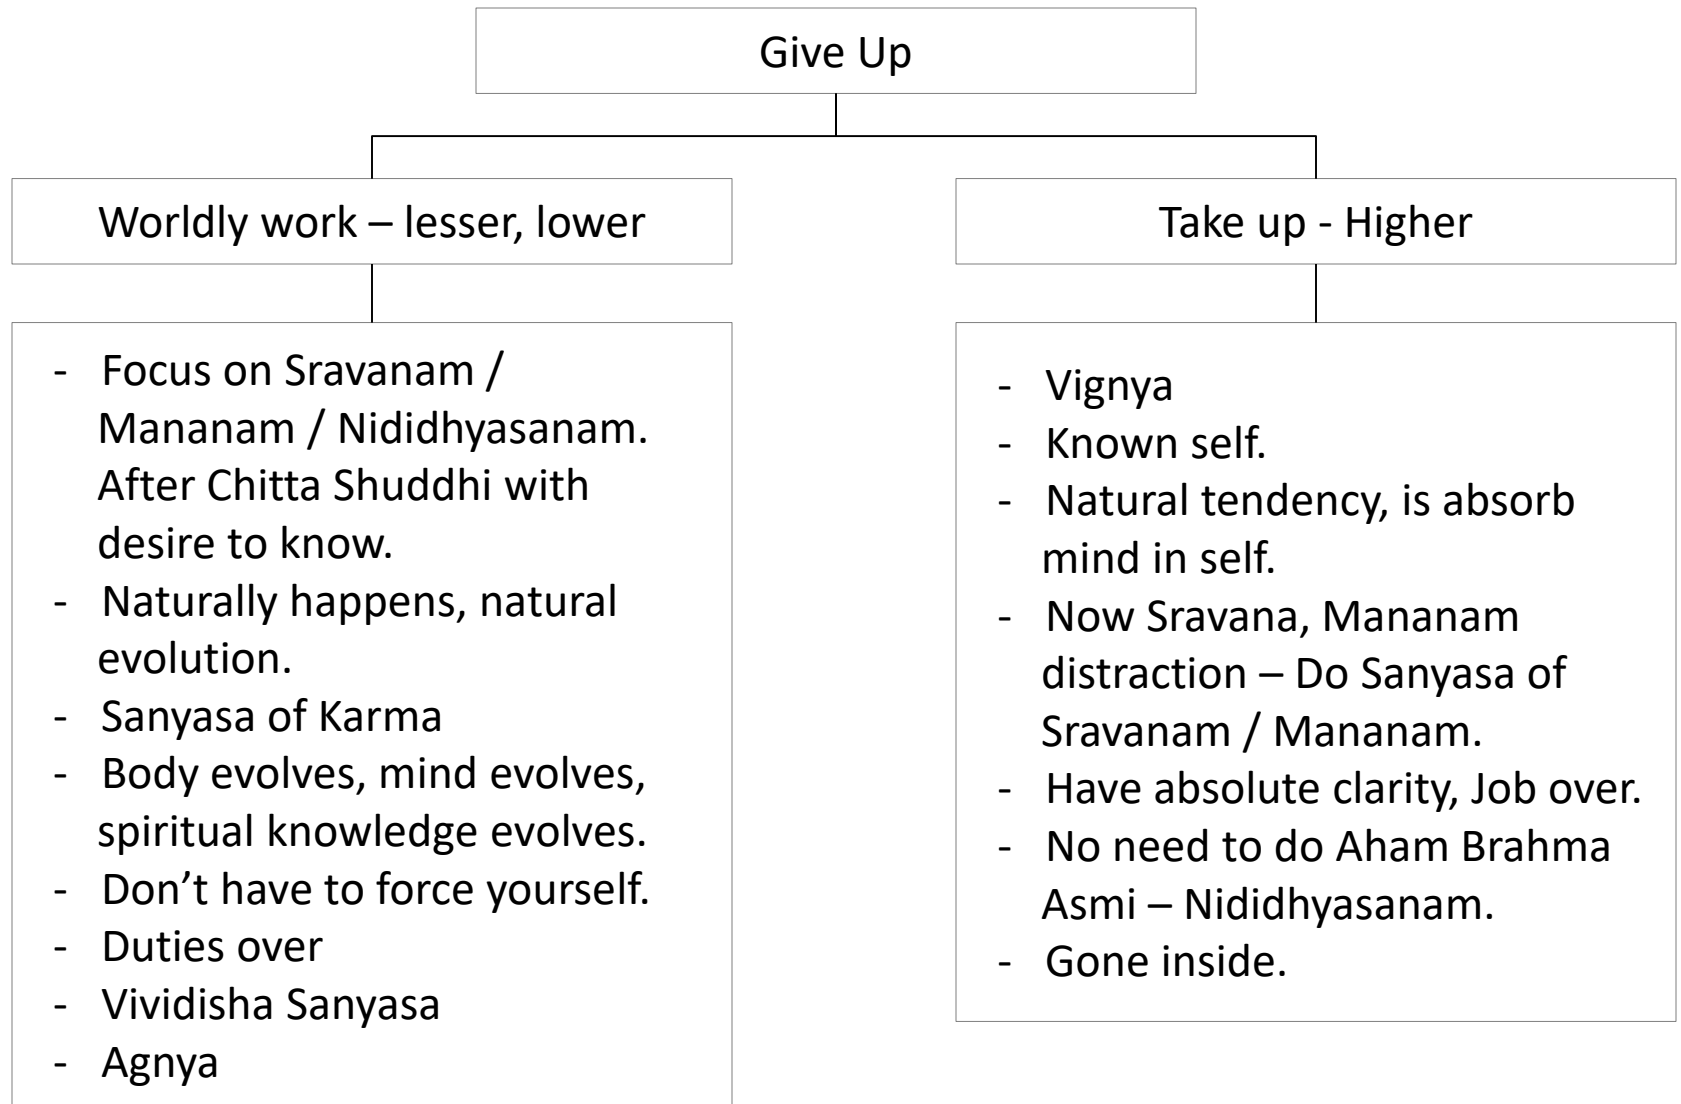 Give Up
Worldly work – lesser, lower
Take up - Higher
- Focus on Sravanam /
Mananam / Nididhyasanam.
After Chitta Shuddhi with
desire to know.
- Naturally happens, natural
evolution.
- Sanyasa of Karma
- Body evolves, mind evolves,
spiritual knowledge evolves.
- Don’t have to force yourself.
- Duties over
- Vividisha Sanyasa
- Agnya
- Vignya
- Known self.
- Natural tendency, is absorb
mind in self.
- Now Sravana, Mananam
distraction – Do Sanyasa of
Sravanam / Mananam.
- Have absolute clarity, Job over.
- No need to do Aham Brahma
Asmi – Nididhyasanam.
- Gone inside.